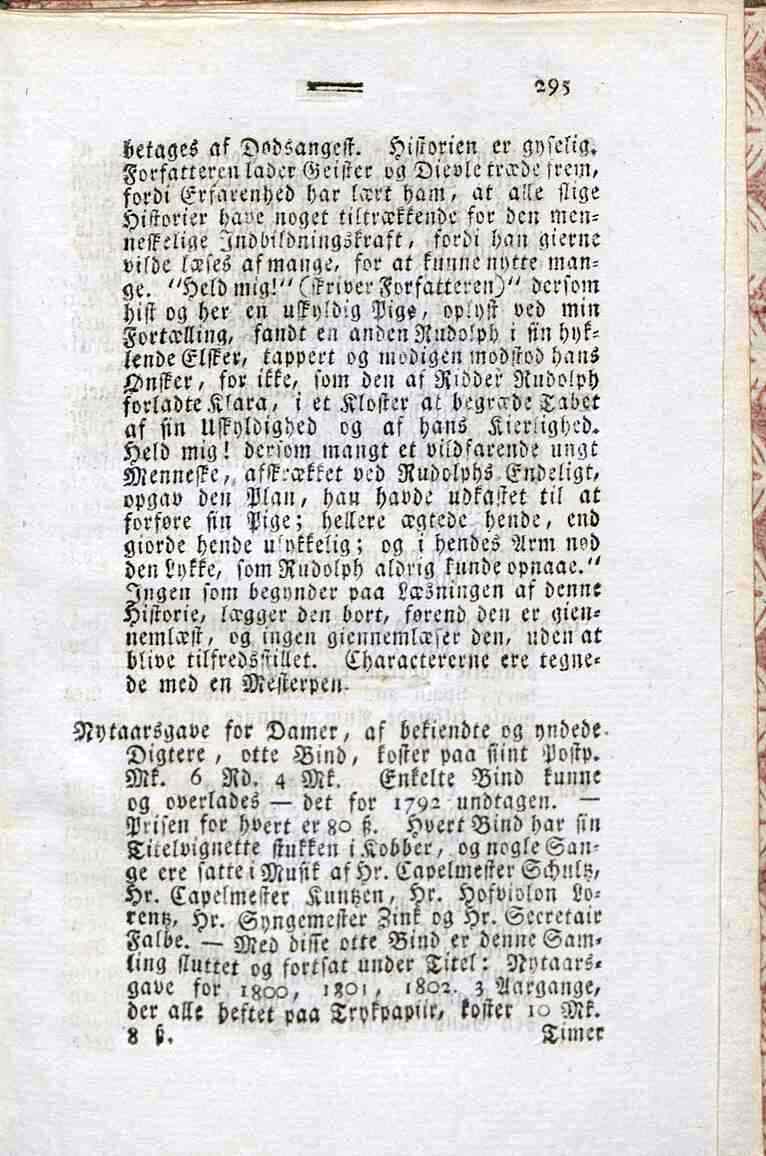 295
betages af Dødsangest. Historien er gyselig.
Forfatteren lader Geister og Dievle træde frem,
fordi Erfarenhed har lært ham, at alle slige
Historier have noget tiltrækkende for den men-
neskelige Indbildningskraft, fordi han gierne
vilde læses af mange, for at kunne nytte man-
ge. "Held mig!" (skriver Forfatteren)" dersom
hist og her en uskyldig Pige, oplyst ved min
Fortælling, fandt en anden Rudolph i sin hyk-
lende Elsker, tappert og modigen modstod hans
Ønsker, for ikke, som den af Ridder Rudolph
forladte Klara, i et Kloster at begræde Tabet
af sin Uskyldighed og af hans Kierlighed.
Held mig! dersom mangt et vildfarende ungt
Menneske, afskrækket ved Rudolphs Endeligt,
opgav den Plan, han havde udkastet til at
forføre sin Pige; hellere ægtede hende, end
giorde hende ulykkelig; og i hendes Arm nød
den Lykke, som Rudolph aldrig kunde opnaae."
Ingen som begynder paa Læsningen af denne
Historie, lægger den bort, førend den er gien-
nemlæst, og ingen giennemlæser den, uden at
blive tilfredsstillet. Charactererne ere tegne-
de med en Mesterpen.
Nytaarsgave for Damer, af bekiendte og yndede
Digtere, otte Bind, koster paa fiint Postp.
Mk. 6 Rd. 4 Mk. Enkelte Bind kunne
og overlades — det for 1792 undtagen. —
Prisen for hvert er 80 ß. Hvert Bind har sin
Titelvignette stukken i Kobber, og nogle San-
ge ere satte i Musik af Hr. Capelmester Schultz,
Hr. Capelmester Kuntzen, Hr. Hofviolon Lo-
rentz, Hr. Syngemester Zink og Hr. Secretair
Falbe. — Med disse otte Bind er denne Sam-
ling sluttet og fortsat under Titel: Nytaars-
gave for 1800, 1801, 1802. 3 Aargange,
der alle heftet paa Trykpapiir, koster 10 Mk.
8 ß.
Timer